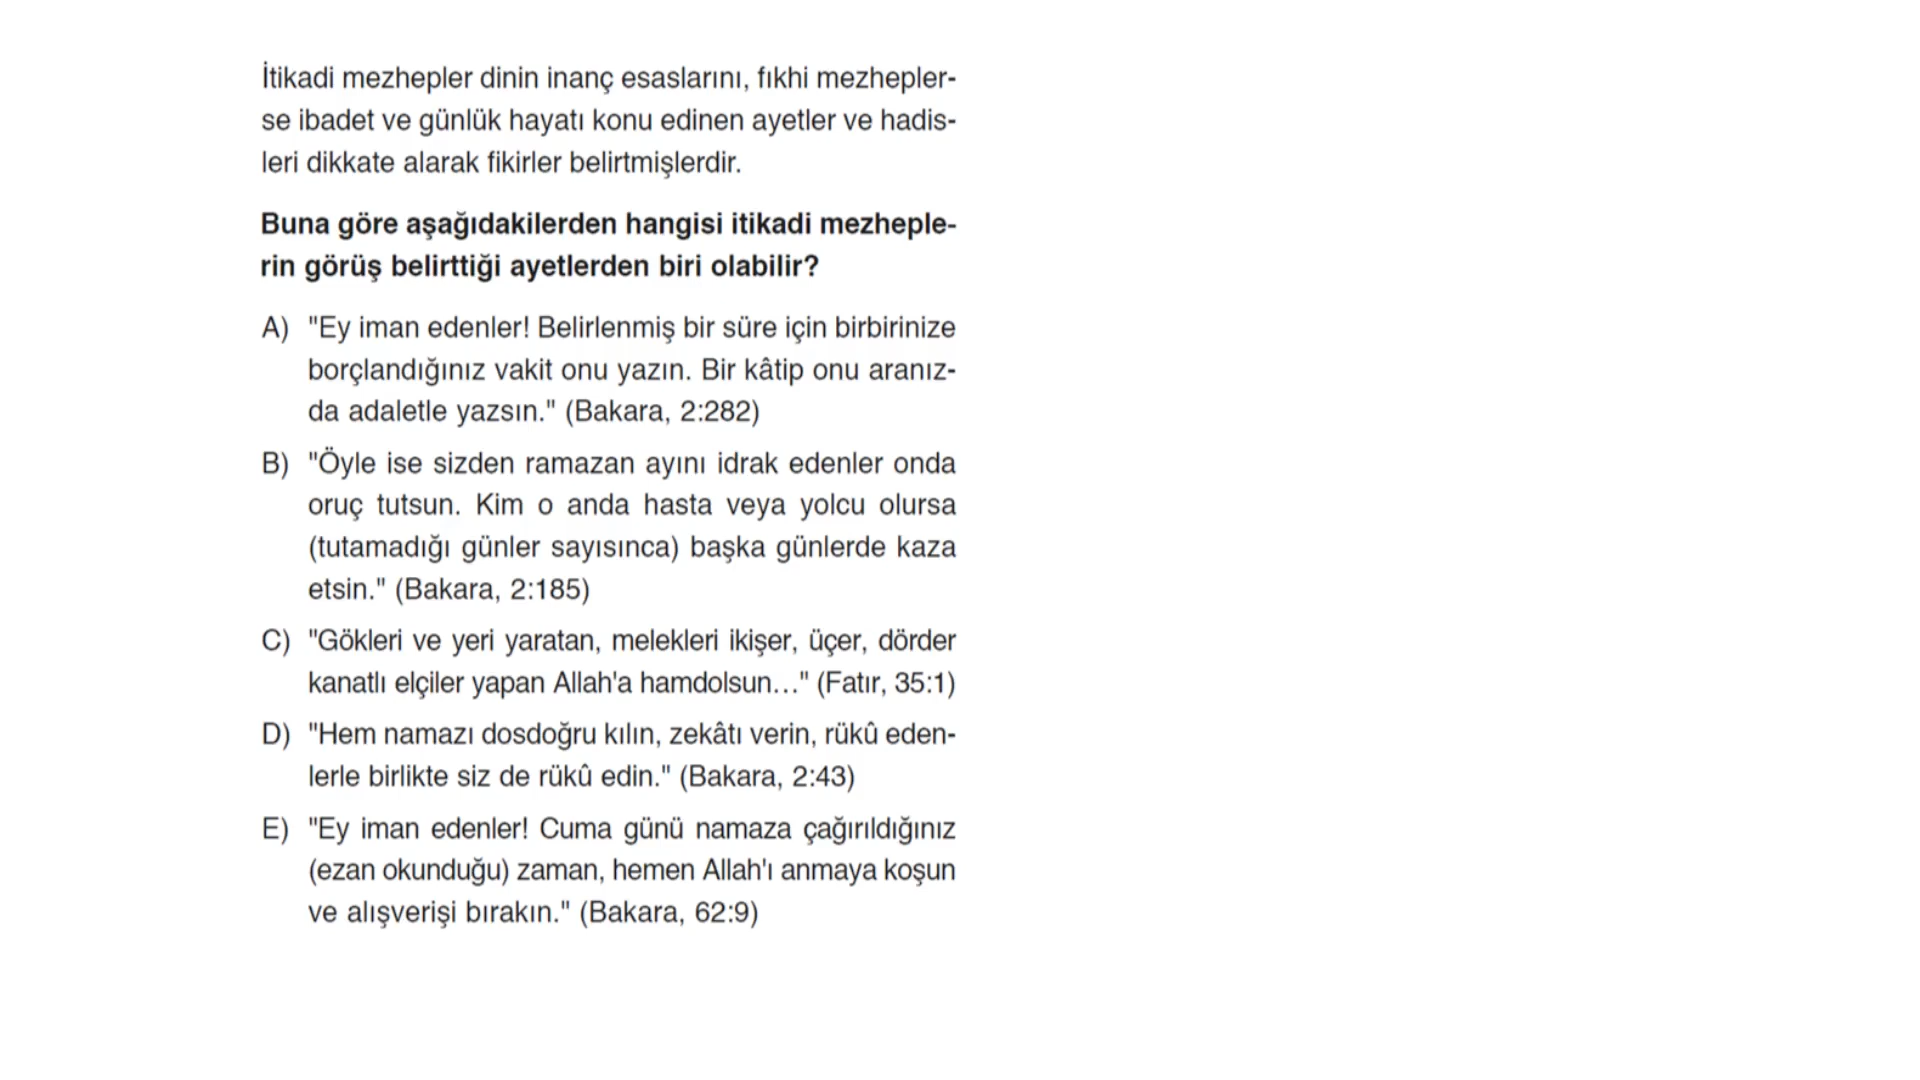 İtikadi mezhepler dinin inanç esaslarını, fıkhi mezhepler-
se ibadet ve günlük hayatı konu edinen ayetler ve hadis-
leri dikkate alarak fikirler belirtmişlerdir.
Buna göre aşağıdakilerden hangisi itikadi mezheple-
rin görüş belirttiği ayetlerden biri olabilir?
A) "Ey iman edenler! Belirlenmiş bir süre için birbirinize
borçlandığınız vakit onu yazın. Bir kâtip onu aranız-
da adaletle yazsın." (Bakara, 2:282)
B) "Öyle ise sizden ramazan ayını idrak edenler onda
oruç tutsun. Kim o anda hasta veya yolcu olursa
(tutamadığı günler sayısınca) başka günlerde kaza
etsin." (Bakara, 2:185)
C) "Gökleri ve yeri yaratan, melekleri ikişer, üçer, dörder
kanatlı elçiler yapan Allah'a hamdolsun..." (Fatır, 35:1)
D) "Hem namazı dosdoğru kılın, zekâtı verin, rükû eden-
lerle birlikte siz de rükû edin." (Bakara, 2:43)
E) "Ey iman edenler! Cuma günü namaza çağırıldığınız
(ezan okunduğu) zaman, hemen Allah'ı anmaya koşun
ve alışverişi bırakın." (Bakara, 62:9)